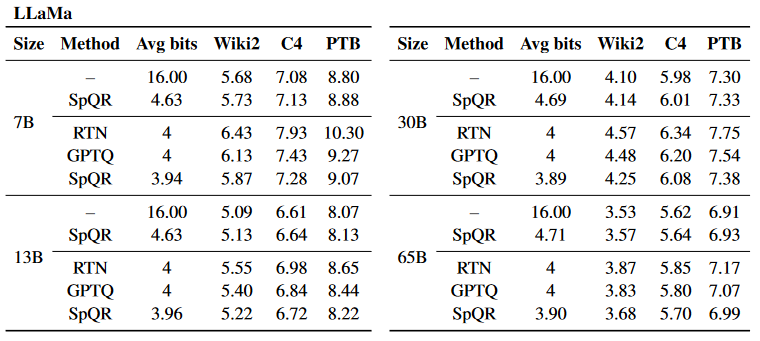 LLaMa
Size Method Avg bits Wiki2 C4 PTB
– 16.00 5.68 7.08 8.80
SpQR 4.63 5.73 7.13 8.88
7B
RTN 4 6.43 7.93 10.30
GPTQ 4 6.13 7.43 9.27
SpQR 3.94 5.87 7.28 9.07
– 16.00 5.09 6.61 8.07
SpQR 4.63 5.13 6.64 8.13
13B
RTN 4 5.55 6.98 8.65
GPTQ 4 5.40 6.84 8.44
SpQR 3.96 5.22 6.72 8.22
Size Method Avg bits Wiki2 C4 PTB
– 16.00 4.10 5.98 7.30
SpQR 4.69 4.14 6.01 7.33
30B
RTN 4 4.57 6.34 7.75
GPTQ 4 4.48 6.20 7.54
SpQR 3.89 4.25 6.08 7.38
– 16.00 3.53 5.62 6.91
SpQR 4.71 3.57 5.64 6.93
65B
RTN 4 3.87 5.85 7.17
GPTQ 4 3.83 5.80 7.07
SpQR 3.90 3.68 5.70 6.99